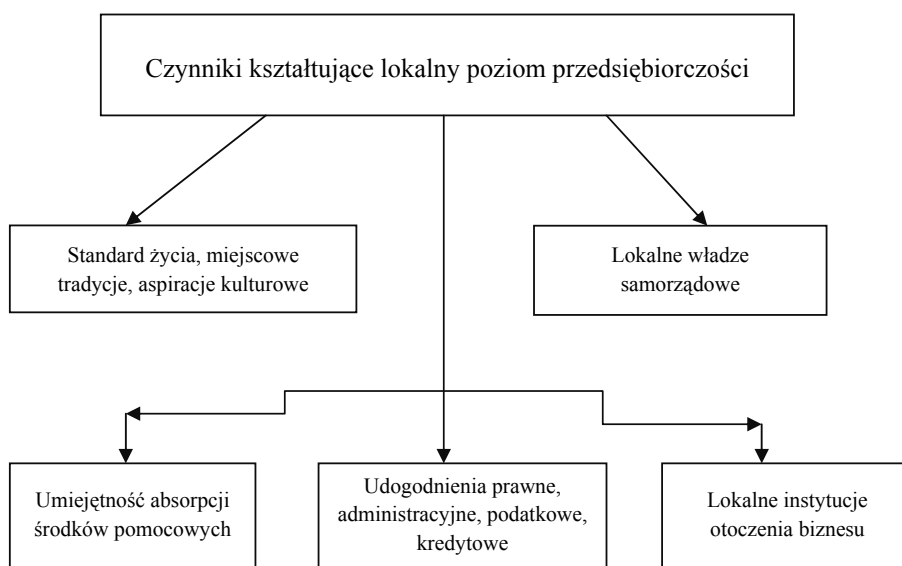 Czynniki kształtujące lokalny poziom przedsiębiorczości
Standard życia, miejscowe
tradycje, aspiracje kulturowe
Lokalne władze
samorządowe
Umiejętność absorpcji
środków pomocowych
Udogodnienia prawne,
administracyjne, podatkowe,
kredytowe
Lokalne instytucje
otoczenia biznesu